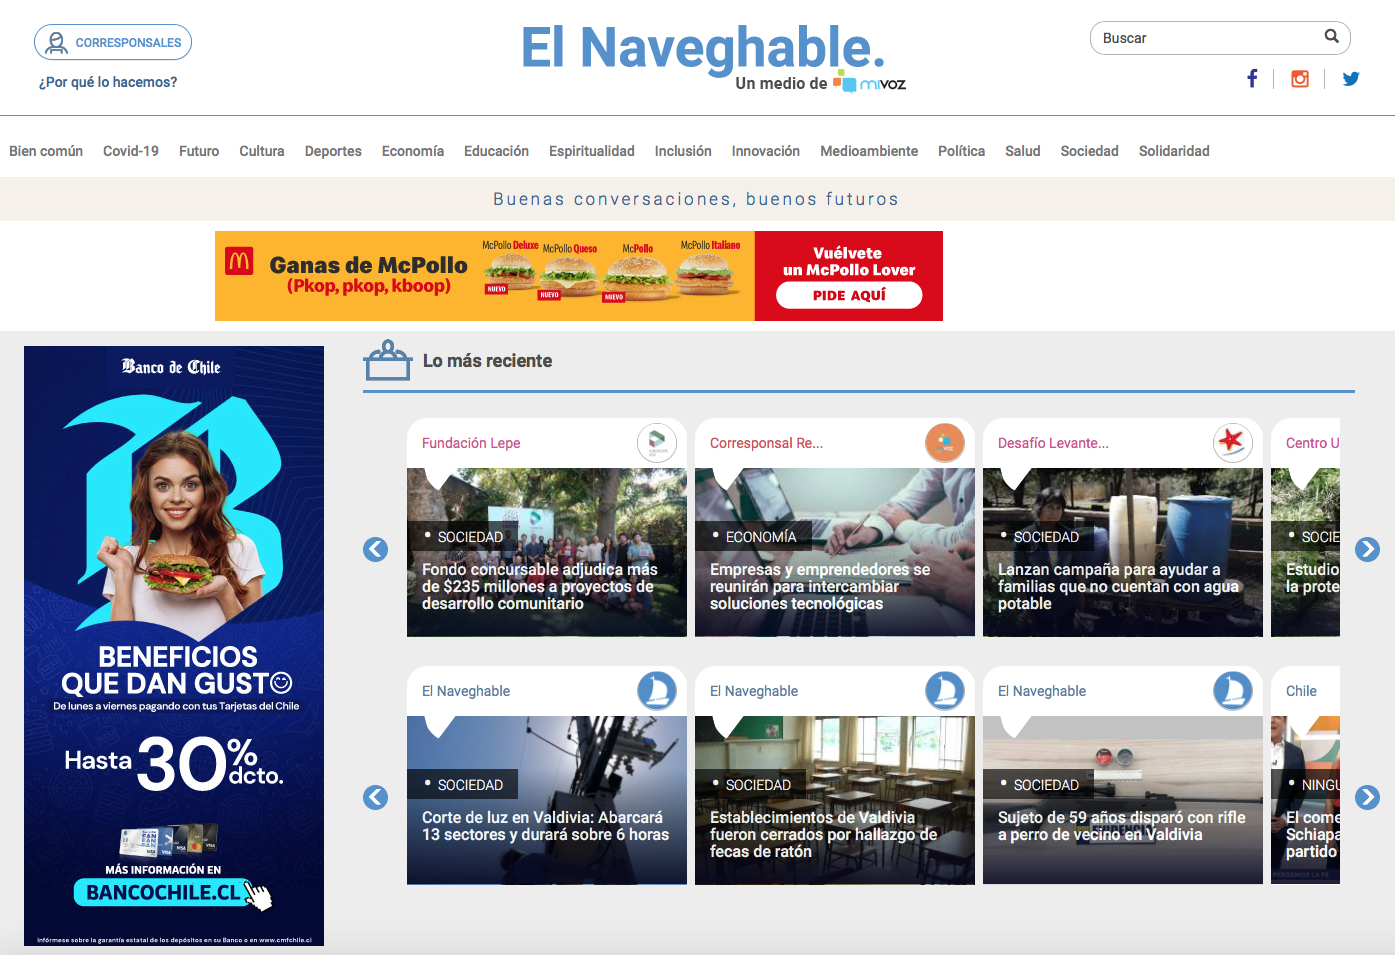 CORRESPONSALES
¿Por qué lo hacemos?
El Naveghable.
Un medio de mivoz
Buscar
Bien común Covid-19 Futuro Cultura Deportes Economía Educación Espiritualidad Inclusión Innovación Medioambiente Política Salud Sociedad Solidaridad
Buenas conversaciones, buenos futuros
Ganas de McPollo
(Pkop, pkop, kboop)
McPollo Deluxe
NUEVO
McPollo Queso
NUEVO
McPollo
NUEVO
McPollo Italiano
Vuélvete
un McPollo Lover
PIDE AQUÍ
Banco de Chile
BENEFICIOS
QUE DAN GUSTO
De lunes a viernes pagando con tus Tarjetas del Chile
Hasta 30% dcto.
MÁS INFORMACIÓN EN
BANCOCHILE.CL
Infórmese sobre la garantía estatal de los depósitos en su Banco o en www.cmfchile.cl
Lo más reciente
Fundación Lepe
SOCIEDAD
Fondo concursable adjudica más
de $235 millones a proyectos de
desarrollo comunitario
Corresponsal Re...
ECONOMÍA
Empresas y emprendedores se
reunirán para intercambiar
soluciones tecnológicas
Desafío Levante...
SOCIEDAD
Lanzan campaña para ayudar a
familias que no cuentan con agua
potable
Centro U
SOCIE
Estudio
la prote
El Naveghable
SOCIEDAD
Corte de luz en Valdivia: Abarcará
13 sectores y durará sobre 6 horas
El Naveghable
SOCIEDAD
Establecimientos de Valdivia
fueron cerrados por hallazgo de
fecas de ratón
El Naveghable
SOCIEDAD
Sujeto de 59 años disparó con rifle
a perro de vecino en Valdivia
Chile
NINGU
El come
Schiapa
partido